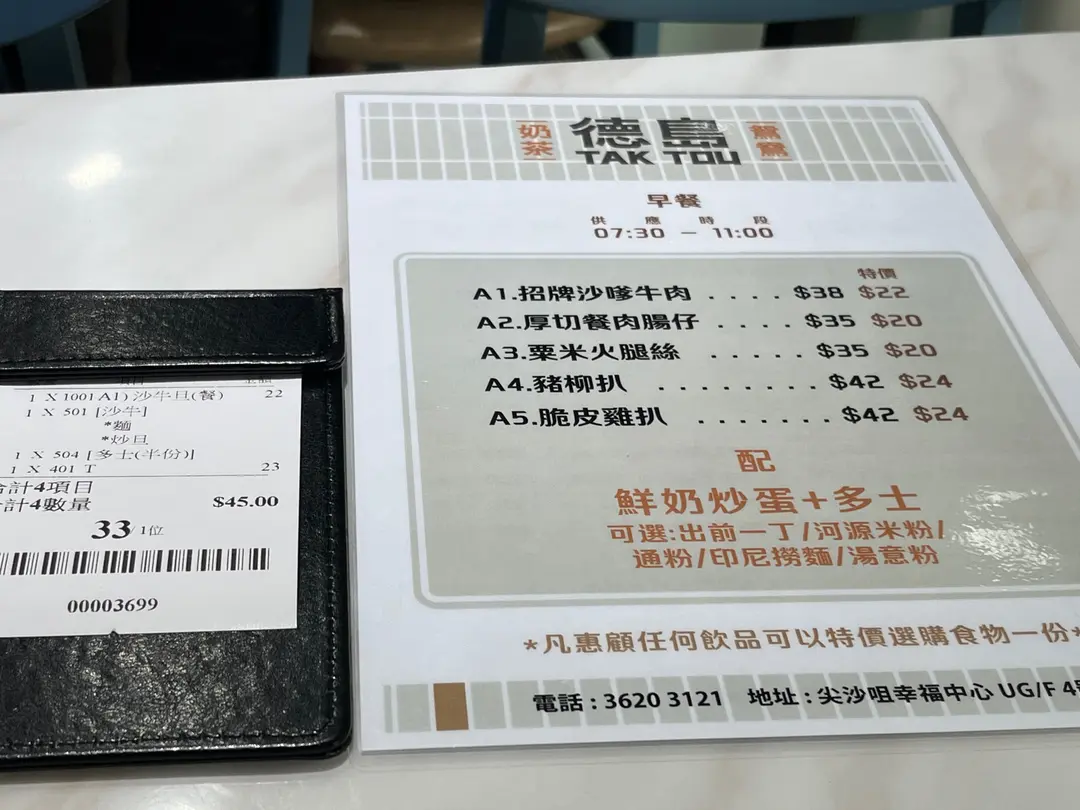 奶茶 德島 鴛鴦
TAK TOU
早餐
供應時段
07:30 — 11:00
特價
A1.招牌沙嗲牛肉 . . . . $38 $22
A2.厚切餐肉腸仔 . . . . $35 $20
A3.粟米火腿絲 . . . . . $35 $20
A4.豬柳扒 . . . . . . . . $42 $24
A5.脆皮雞扒 . . . . . . . $42 $24
配
鮮奶炒蛋+多士
可選:出前一丁/河源米粉/
通粉/印尼撈麵/湯意粉
*凡惠顧任何飲品可以特價選購食物一份*
電話 : 3620 3121 地址 : 尖沙咀幸福中心 UG/F 4
1 X 1001 A1) 沙牛旦(餐) 22
1 X 501 [沙牛]
*麵
*炒旦
1 X 504 [多士(半份)]
1 X 401 T 23
合計4項目
合計4數量 $45.00
33 / 1位
00003699